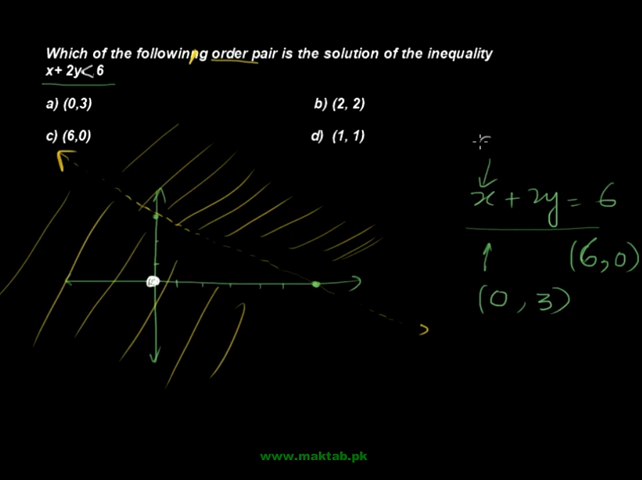 Which of the followinng order pair is the solution of the inequality
x+ 2y< 6
a) (0,3)
b) (2, 2)
c) (6,0)
d) (1, 1)
x + 2y = 6
(6,0)
(0, 3)
www.maktab.pk